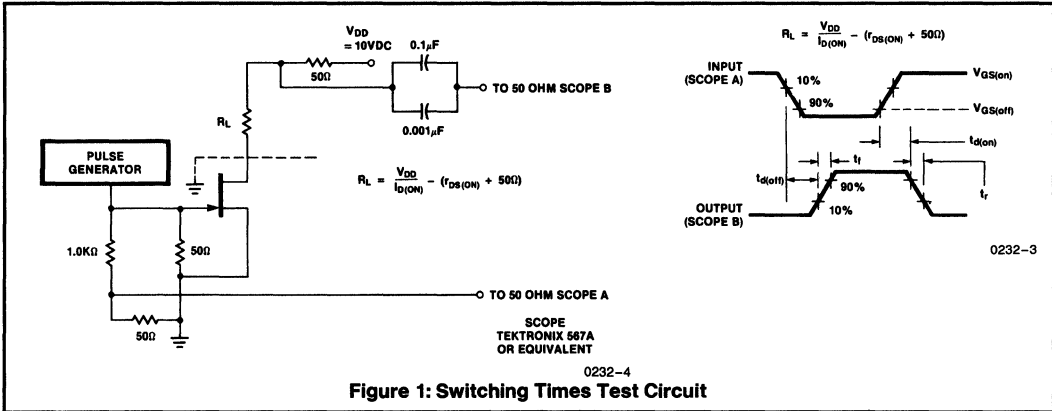 V_DD
= 10VDC
0.1μF
50Ω
TO 50 OHM SCOPE B
0.001μF
R_L
PULSE
GENERATOR
R_L = V_DD / I_D(ON) − (r_DS(ON) + 50Ω)
1.0KΩ
50Ω
TO 50 OHM SCOPE A
50Ω
SCOPE
TEKTRONIX 567A
OR EQUIVALENT
0232–4
R_L = V_DD / I_D(ON) − (r_DS(ON) + 50Ω)
INPUT
(SCOPE A)
10%
90%
V_GS(on)
V_GS(off)
t_d(on)
t_f
t_d(off)
90%
10%
t_r
OUTPUT
(SCOPE B)
0232–3
Figure 1: Switching Times Test Circuit